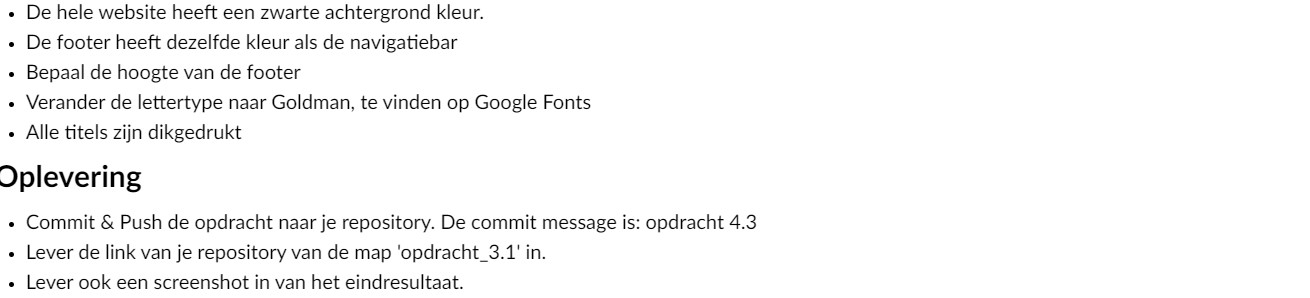 • De hele website heeft een zwarte achtergrond kleur.
• De footer heeft dezelfde kleur als de navigatiebar
• Bepaal de hoogte van de footer
• Verander de lettertype naar Goldman, te vinden op Google Fonts
• Alle titels zijn dikgedrukt
Oplevering
• Commit & Push de opdracht naar je repository. De commit message is: opdracht 4.3
• Lever de link van je repository van de map 'opdracht_3.1' in.
• Lever ook een screenshot in van het eindresultaat.